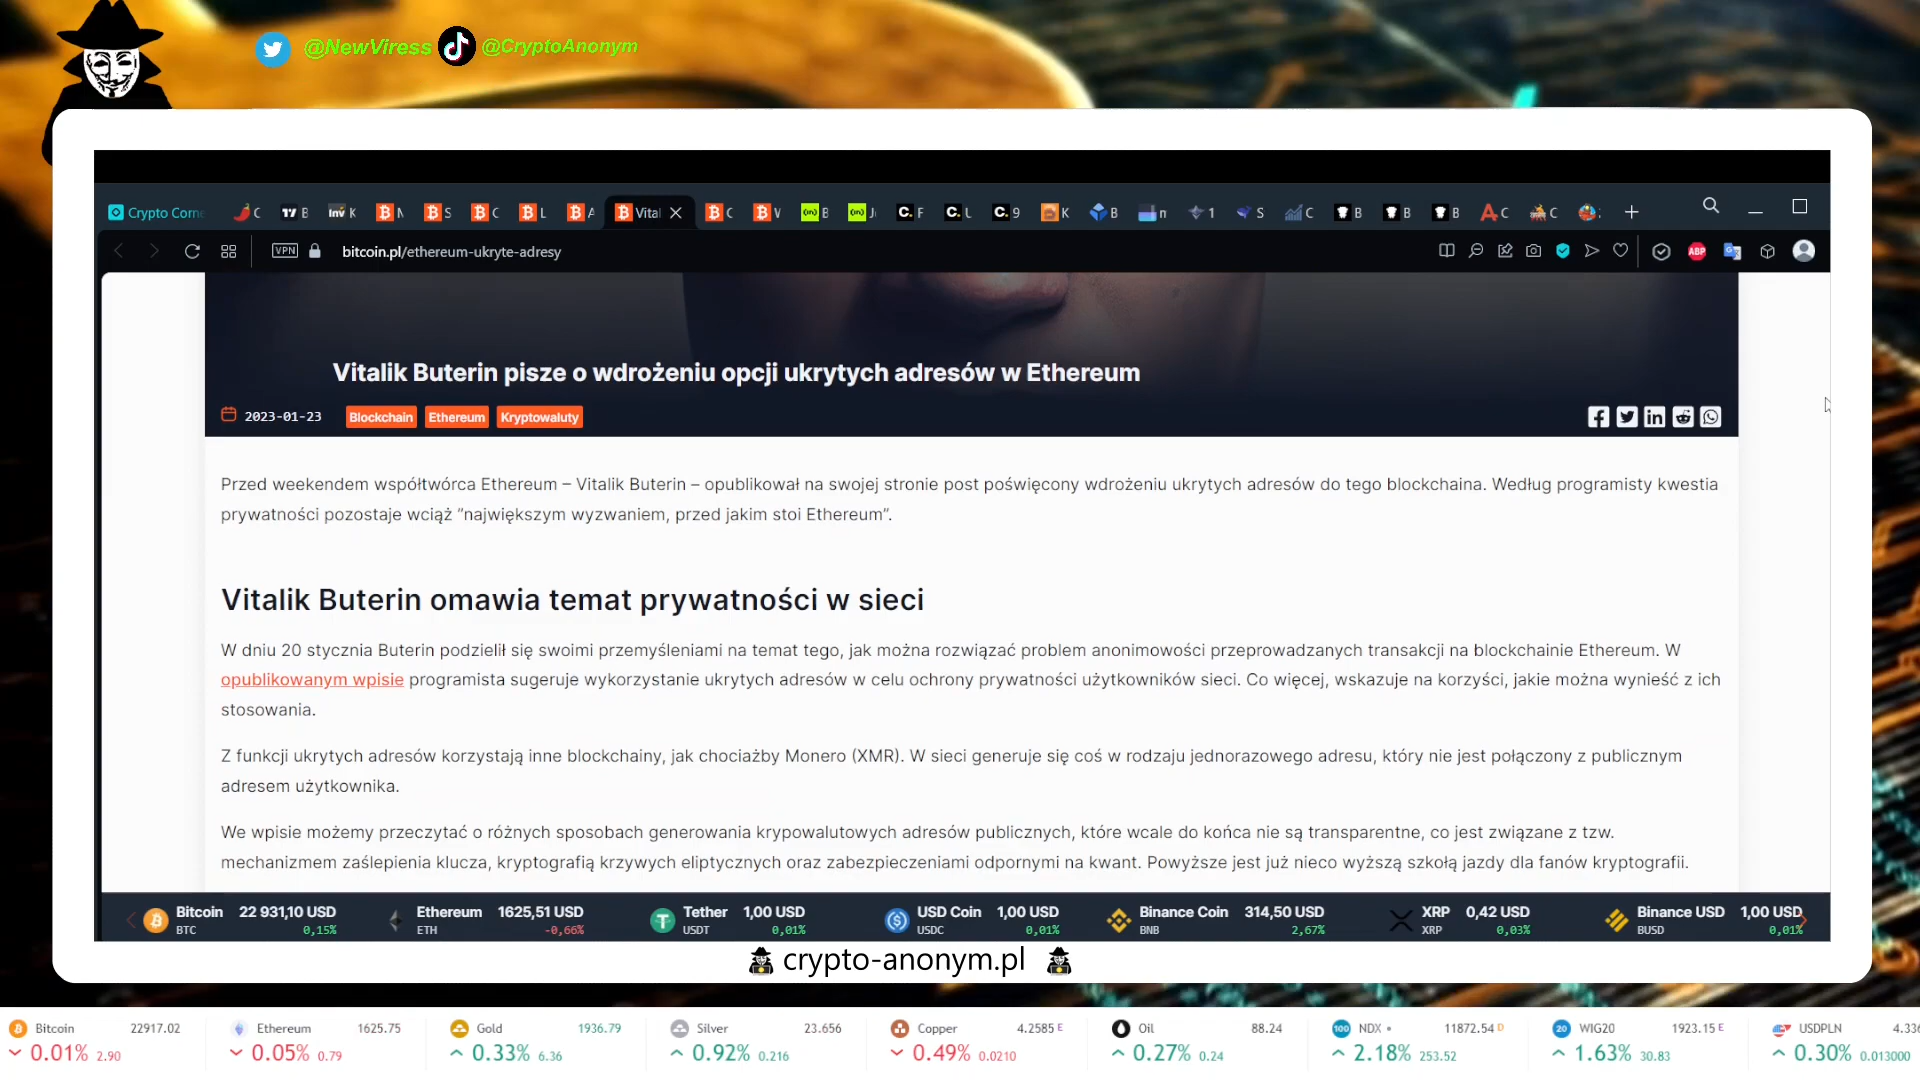 @NewViress @CryptoAnonym
Crypto Corne C B K N S C L A Vital C W B J F L 9 K B n 1 S C B B B C C
VPN bitcoin.pl/ethereum-ukryte-adresy ABP
Vitalik Buterin pisze o wdrożeniu opcji ukrytych adresów w Ethereum
2023-01-23 Blockchain Ethereum Kryptowaluty
Przed weekendem współtwórca Ethereum – Vitalik Buterin – opublikował na swojej stronie post poświęcony wdrożeniu ukrytych adresów do tego blockchaina. Według programisty kwestia
prywatności pozostaje wciąż ”największym wyzwaniem, przed jakim stoi Ethereum”.
Vitalik Buterin omawia temat prywatności w sieci
W dniu 20 stycznia Buterin podzielił się swoimi przemyśleniami na temat tego, jak można rozwiązać problem anonimowości przeprowadzanych transakcji na blockchainie Ethereum. W
opublikowanym wpisie programista sugeruje wykorzystanie ukrytych adresów w celu ochrony prywatności użytkowników sieci. Co więcej, wskazuje na korzyści, jakie można wynieść z ich
stosowania.
Z funkcji ukrytych adresów korzystają inne blockchainy, jak chociażby Monero (XMR). W sieci generuje się coś w rodzaju jednorazowego adresu, który nie jest połączony z publicznym
adresem użytkownika.
We wpisie możemy przeczytać o różnych sposobach generowania krypowalutowych adresów publicznych, które wcale do końca nie są transparentne, co jest związane z tzw.
mechanizmem zaślepienia klucza, kryptografią krzywych eliptycznych oraz zabezpieczeniami odpornymi na kwant. Powyższe jest już nieco wyższą szkołą jazdy dla fanów kryptografii.
Bitcoin 22 931,10 USD Ethereum 1625,51 USD Tether 1,00 USD USD Coin 1,00 USD Binance Coin 314,50 USD XRP 0,42 USD Binance USD 1,00 USD
BTC 0,15% ETH -0,66% USDT 0,01% USDC 0,01% BNB 2,67% XRP 0,03% BUSD 0,01%
crypto-anonym.pl
Bitcoin 22917.02 Ethereum 1625.75 Gold 1936.79 Silver 23.656 Copper 4.2585 E Oil 88.24 100 NDX 11872.54 D 20 WIG20 1923.15 E USDPLN
0.01% 2.90 0.05% 0.79 0.33% 6.36 0.92% 0.216 0.49% 0.0210 0.27% 0.24 2.18% 253.52 1.63% 30.83 0.30% 0.013000